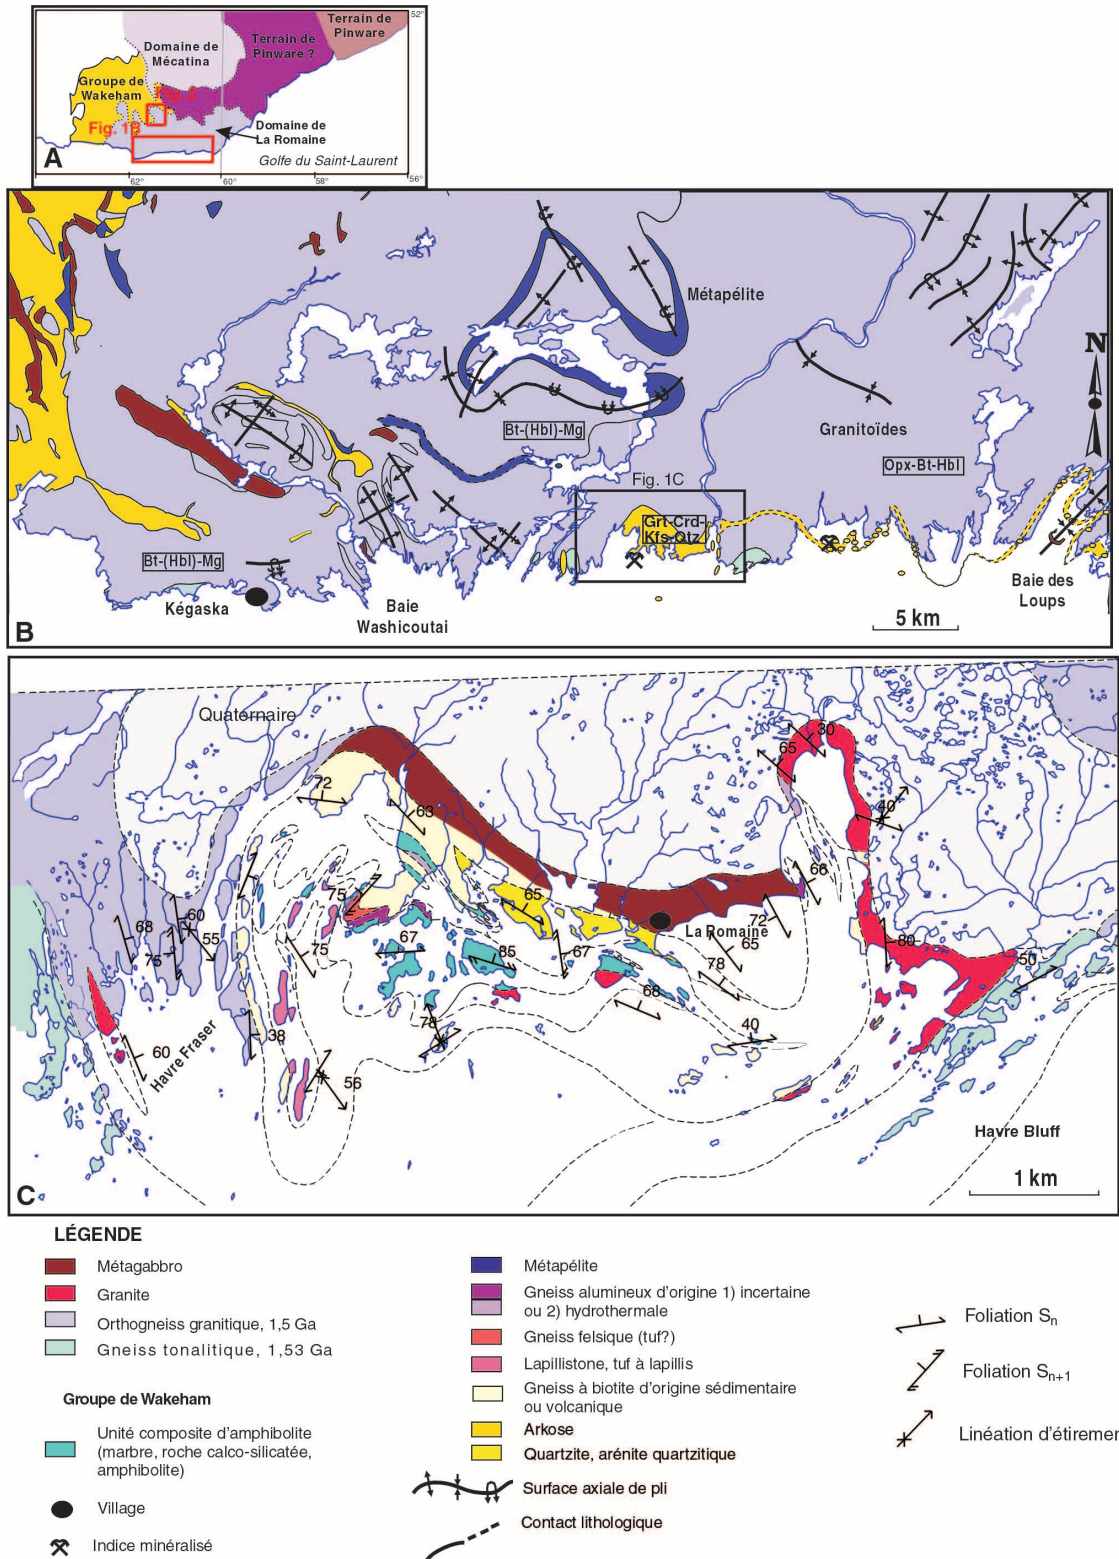 52°
Terrain de
Pinware
Domaine de
Mécatina
Terrain de
Pinware ?
Groupe de
Wakeham
Fig. 1B
Domaine de
La Romaine
A
Golfe du Saint-Laurent
62°
60°
58°
56°
Métapélite
N
Bt-(Hbl)-Mg
Granitoïdes
Opx-Bt-Hbl
Fig. 1C
Grt-Crd-
Kfs-Qtz
Bt-(Hbl)-Mg
Kégaska
Baie
Washicoutai
Baie des
Loups
5 km
B
Quaternaire
30
65
72
63
40
66
75
65
68
60
55
75
75
67
85
67
La Romaine
72
65
78
80
50
68
78
40
38
60
56
Havre Fraser
Havre Bluff
1 km
C
LÉGENDE
Métagabbro
Granite
Orthogneiss granitique, 1,5 Ga
Gneiss tonalitique, 1,53 Ga
Groupe de Wakeham
Unité composite d'amphibolite
(marbre, roche calco-silicatée,
amphibolite)
Village
Indice minéralisé
Métapélite
Gneiss alumineux d'origine 1) incertaine
ou 2) hydrothermale
Gneiss felsique (tuf?)
Lapillistone, tuf à lapillis
Gneiss à biotite d'origine sédimentaire
ou volcanique
Arkose
Quartzite, arénite quartzitique
Surface axiale de pli
Contact lithologique
Foliation Sn
Foliation Sn+1
Linéation d'étiremen